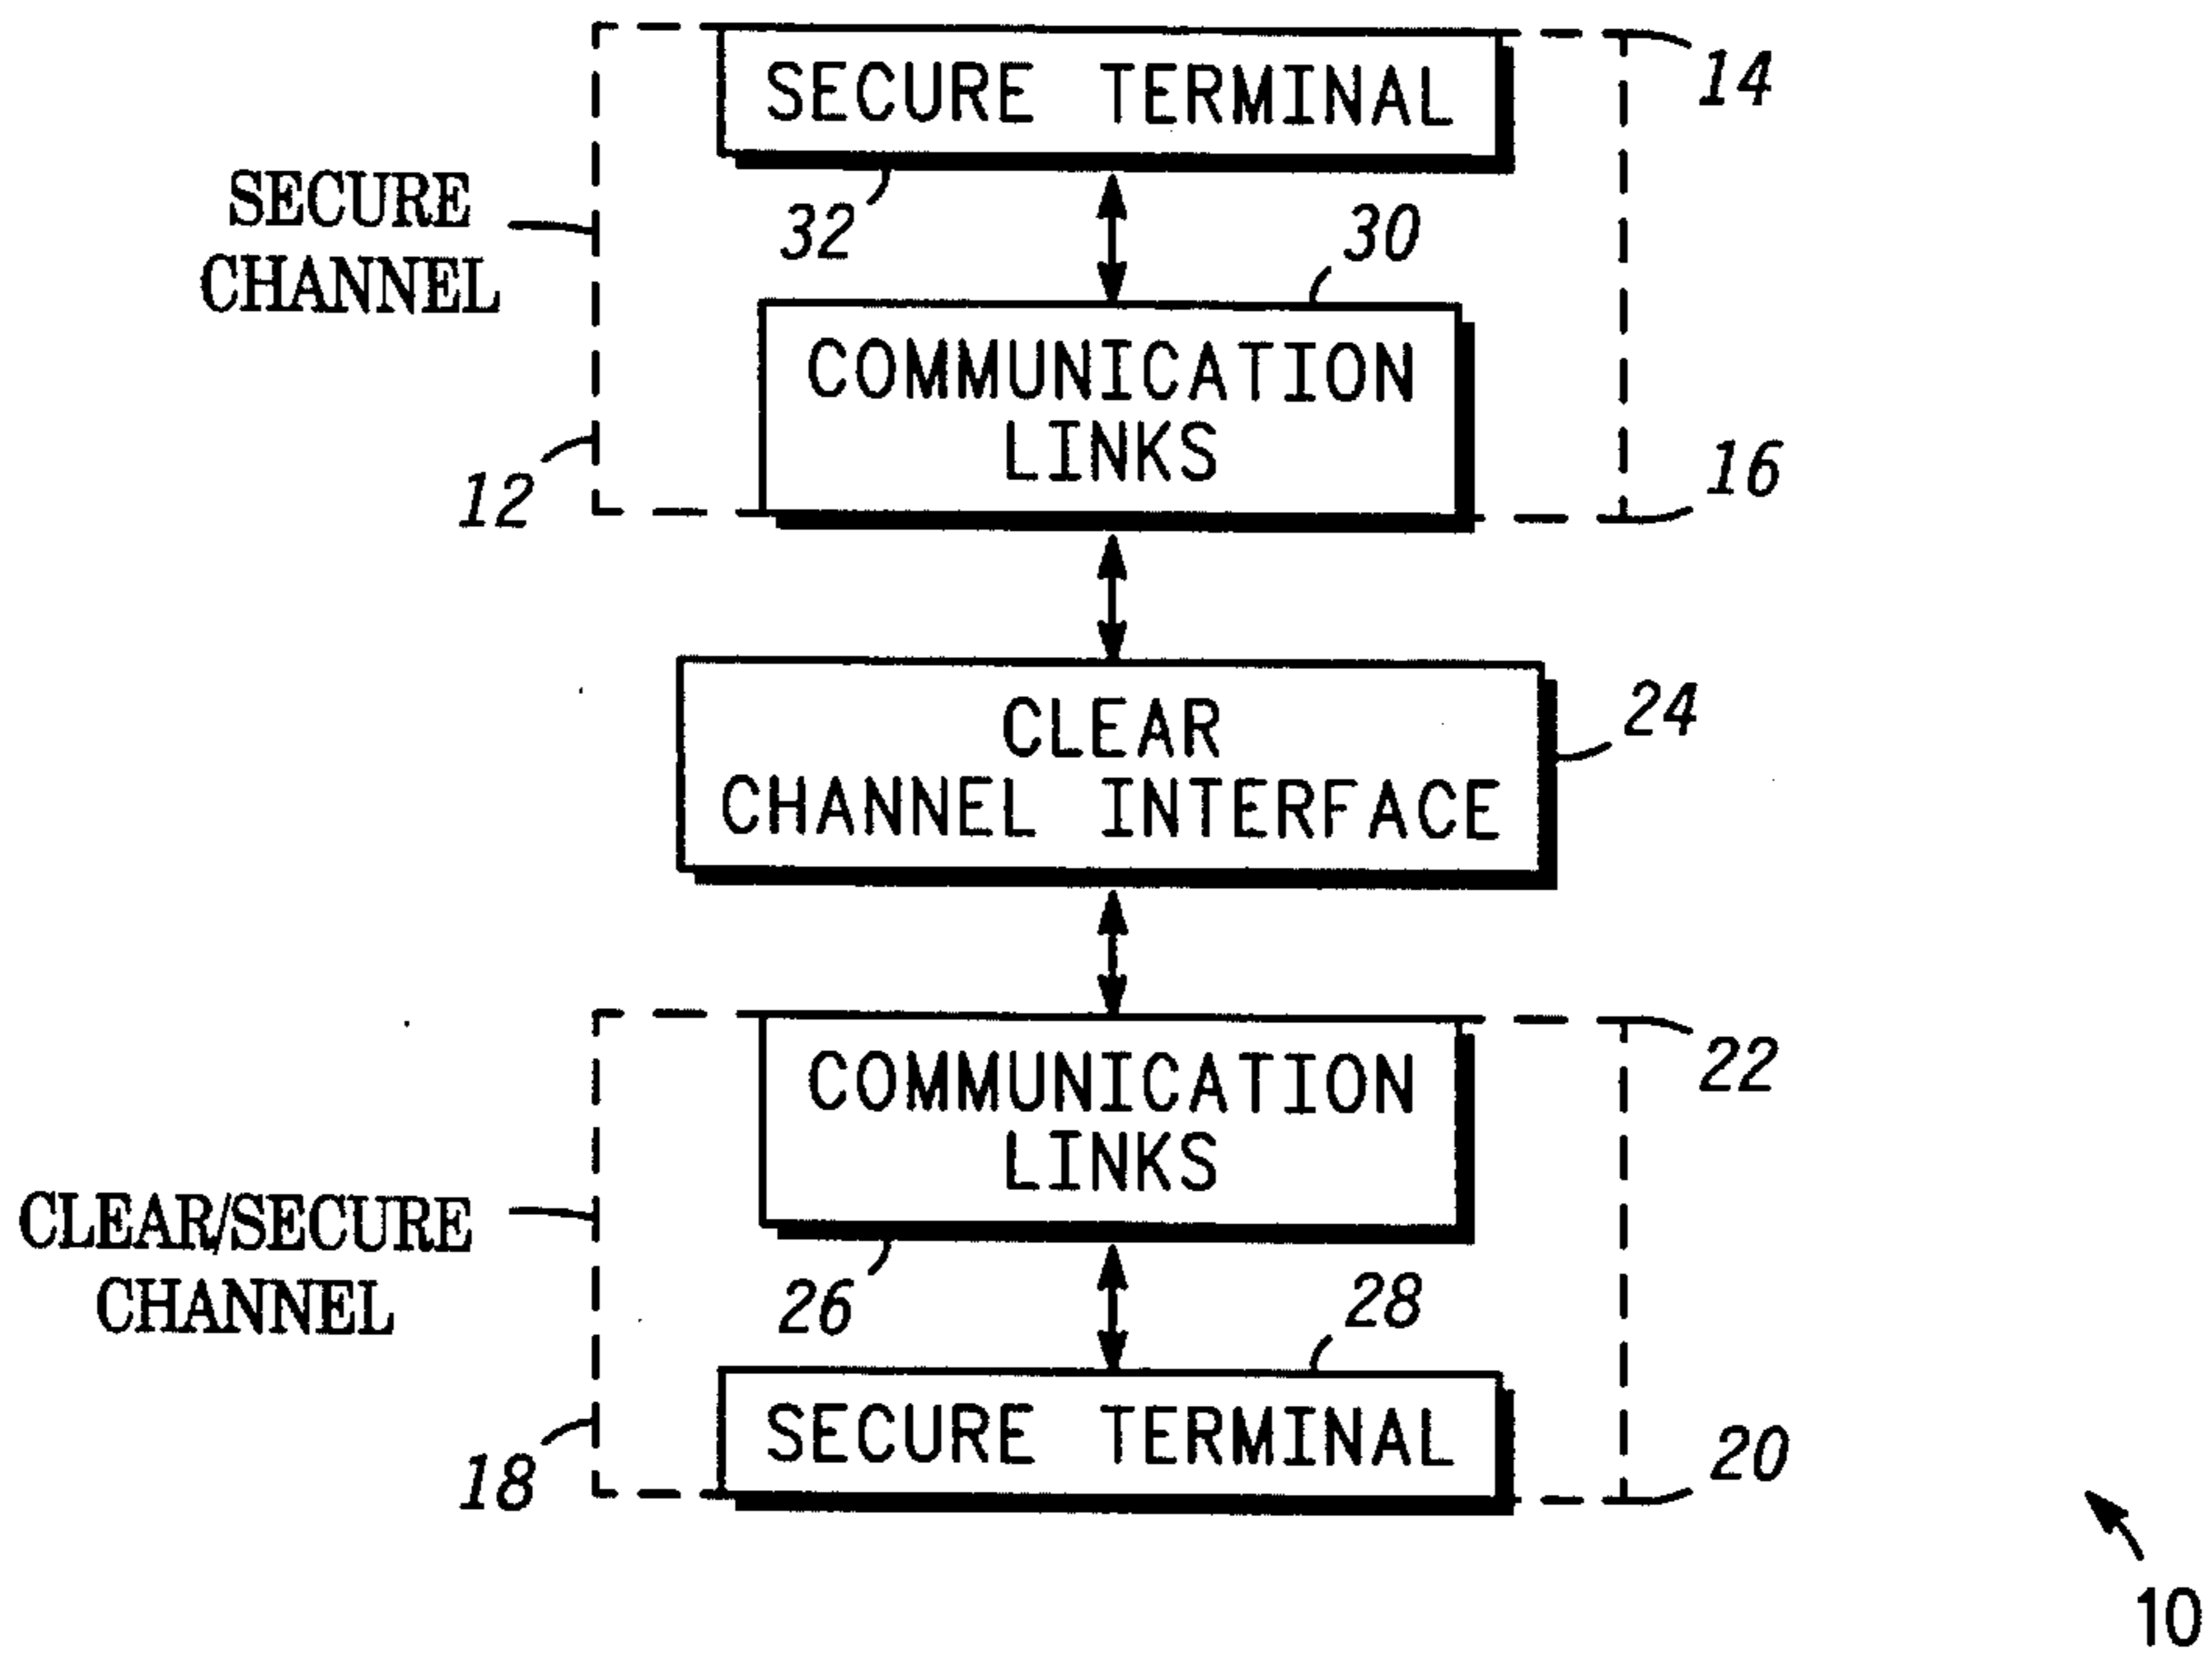 SECURE TERMINAL
14
SECURE
CHANNEL
32
30
COMMUNICATION
LINKS
12
16
CLEAR
CHANNEL INTERFACE
24
COMMUNICATION
LINKS
22
CLEAR/SECURE
CHANNEL
26
28
SECURE TERMINAL
18
20
10